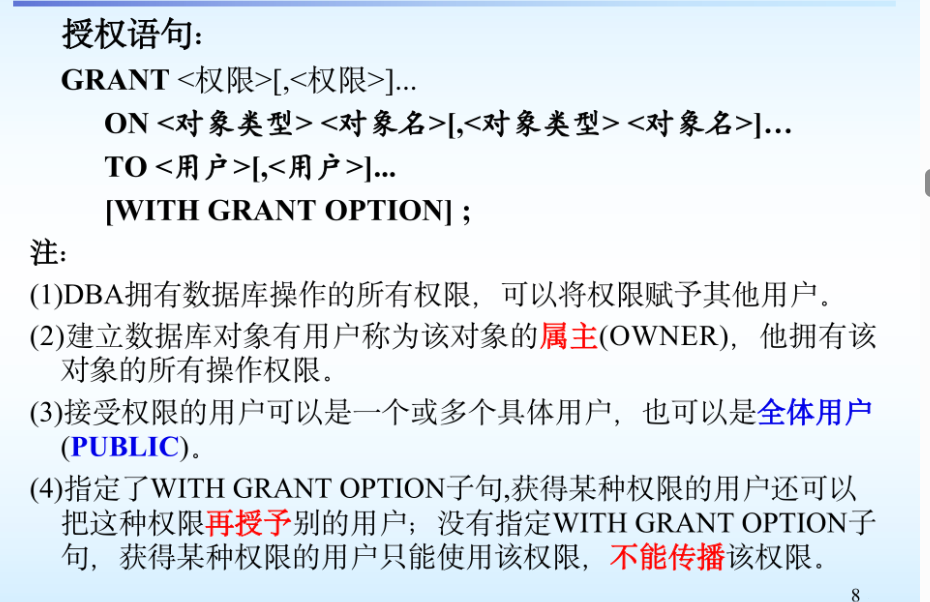 授权语句：
GRANT <权限>[,<权限>]...
ON <对象类型> <对象名>[,<对象类型> <对象名>]…
TO <用户>[,<用户>]...
[WITH GRANT OPTION] ;
注：
(1)DBA拥有数据库操作的所有权限，可以将权限赋予其他用户。
(2)建立数据库对象有用户称为该对象的属主(OWNER)，他拥有该
对象的所有操作权限。
(3)接受权限的用户可以是一个或多个具体用户，也可以是全体用户
(PUBLIC)。
(4)指定了WITH GRANT OPTION子句,获得某种权限的用户还可以
把这种权限再授予别的用户；没有指定WITH GRANT OPTION子
句，获得某种权限的用户只能使用该权限，不能传播该权限。
8